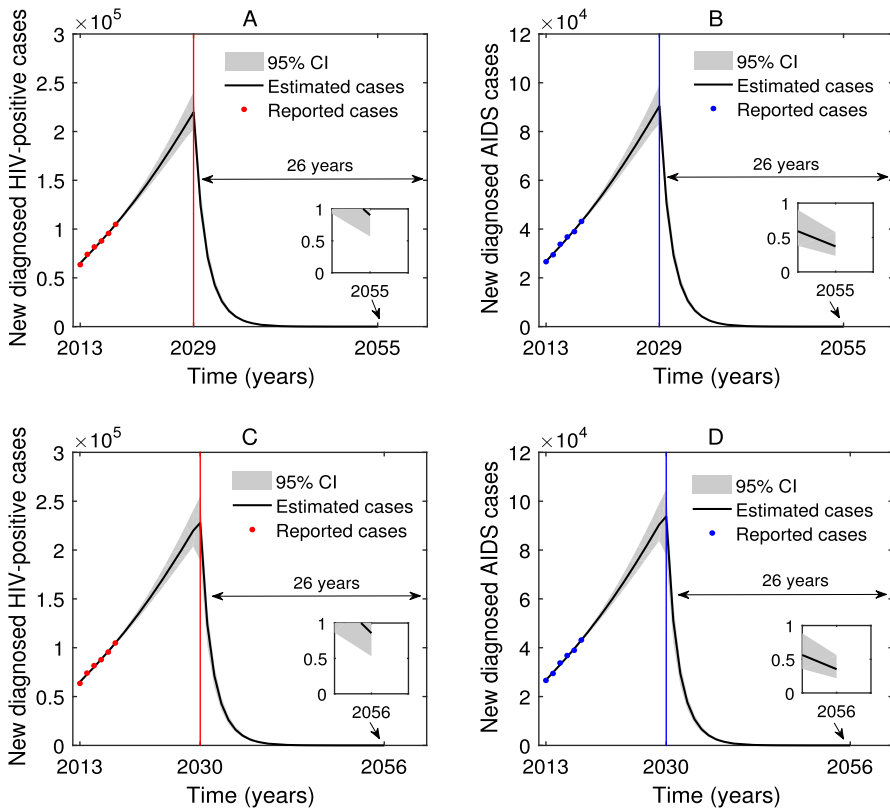 A
×10^5
New diagnosed HIV-positive cases
3
2.5
2
1.5
1
0.5
0
95% CI
Estimated cases
Reported cases
26 years
1
0.5
0
2055
2013
2029
2055
Time (years)
B
×10^4
New diagnosed AIDS cases
12
10
8
6
4
2
0
95% CI
Estimated cases
Reported cases
26 years
1
0.5
0
2055
2013
2029
2055
Time (years)
C
×10^5
New diagnosed HIV-positive cases
3
2.5
2
1.5
1
0.5
0
95% CI
Estimated cases
Reported cases
26 years
1
0.5
0
2056
2013
2030
2056
Time (years)
D
×10^4
New diagnosed AIDS cases
12
10
8
6
4
2
0
95% CI
Estimated cases
Reported cases
26 years
1
0.5
0
2056
2013
2030
2056
Time (years)